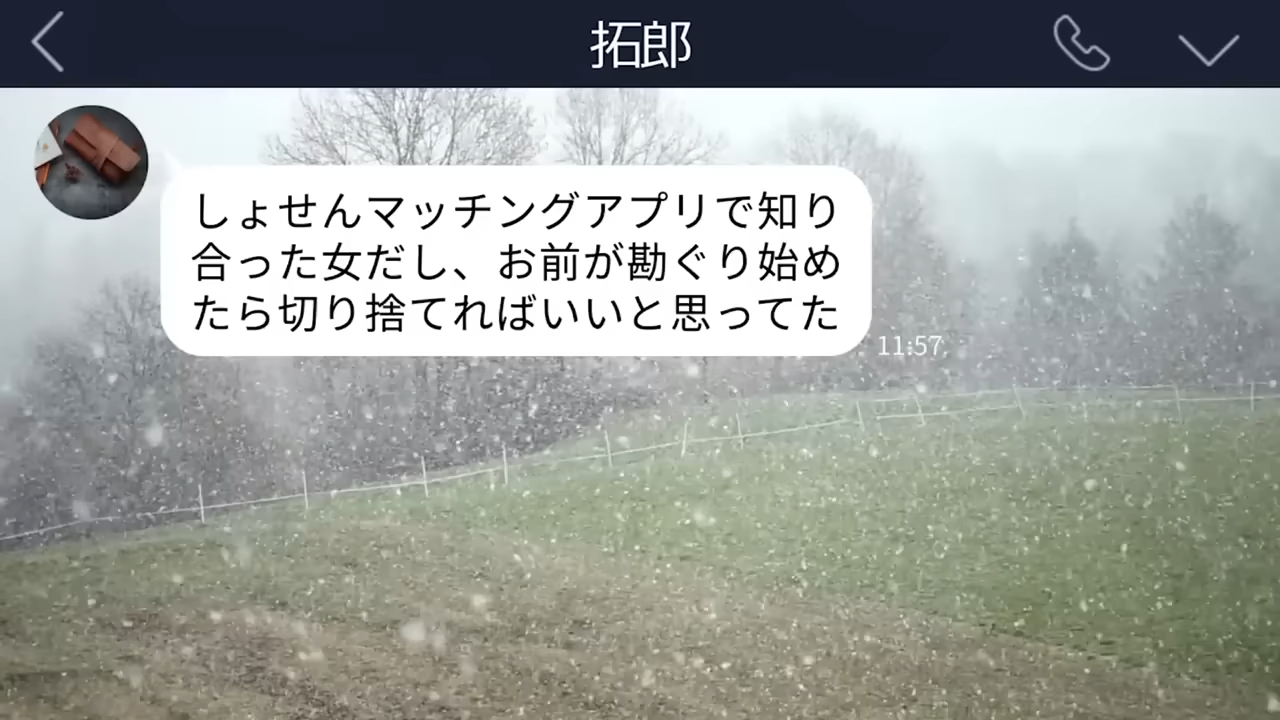 拓郎
しょせんマッチングアプリで知り
合った女だし、お前が勘ぐり始め
たら切り捨てればいいと思ってた
11:57